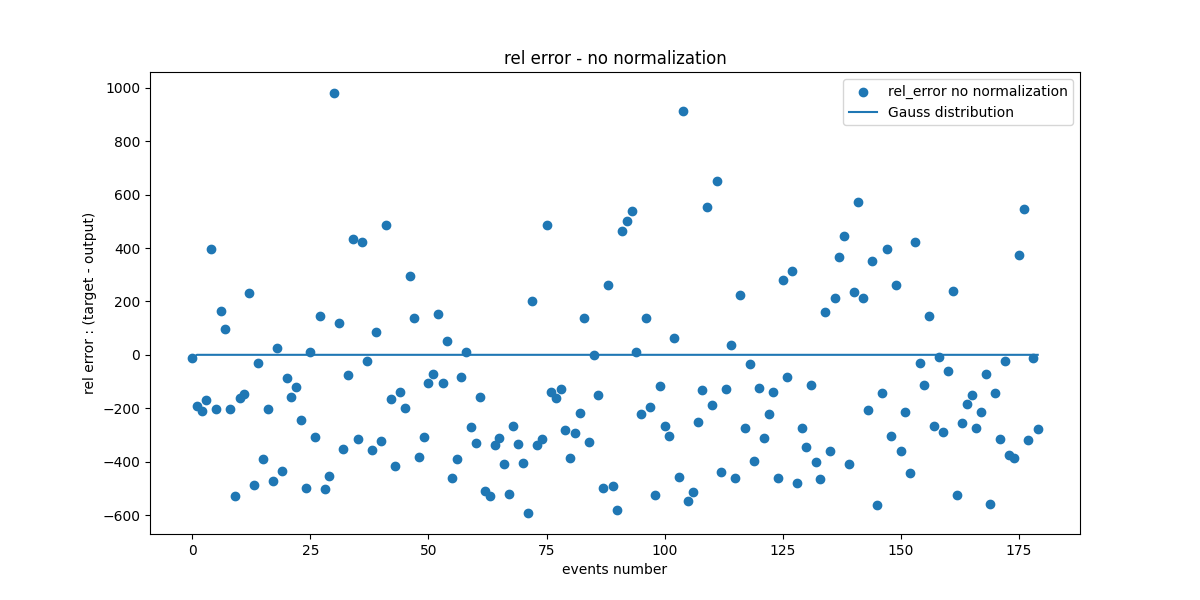 rel error - no normalization
rel_error no normalization
Gauss distribution
rel error : (target - output)
1000
800
600
400
200
0
−200
−400
−600
0 25 50 75 100 125 150 175
events number